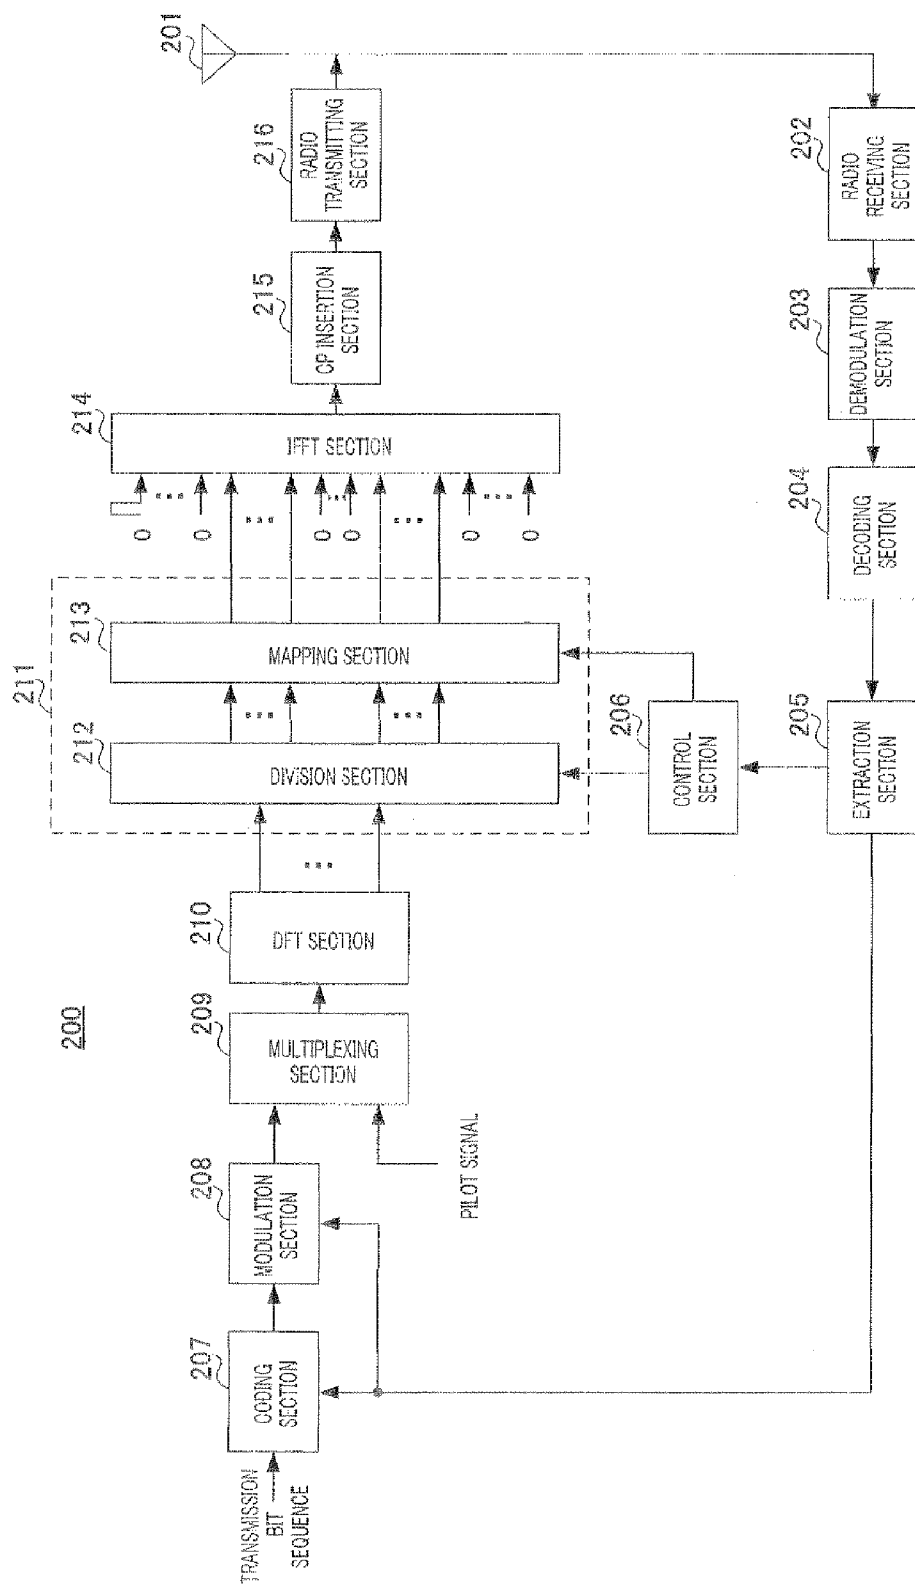 200
TRANSMISSION
BIT
SEQUENCE
207
CODING
SECTION
208
MODULATION
SECTION
PILOT SIGNAL
209
MULTIPLEXING
SECTION
210
DFT SECTION
211
212
DIVISION SECTION
213
MAPPING SECTION
0
0
0
0
0
0
214
IFFT SECTION
215
CP INSERTION
SECTION
216
RADIO
TRANSMITTING
SECTION
201
202
RADIO
RECEIVING
SECTION
203
DEMODULATION
SECTION
204
DECODING
SECTION
205
EXTRACTION
SECTION
206
CONTROL
SECTION